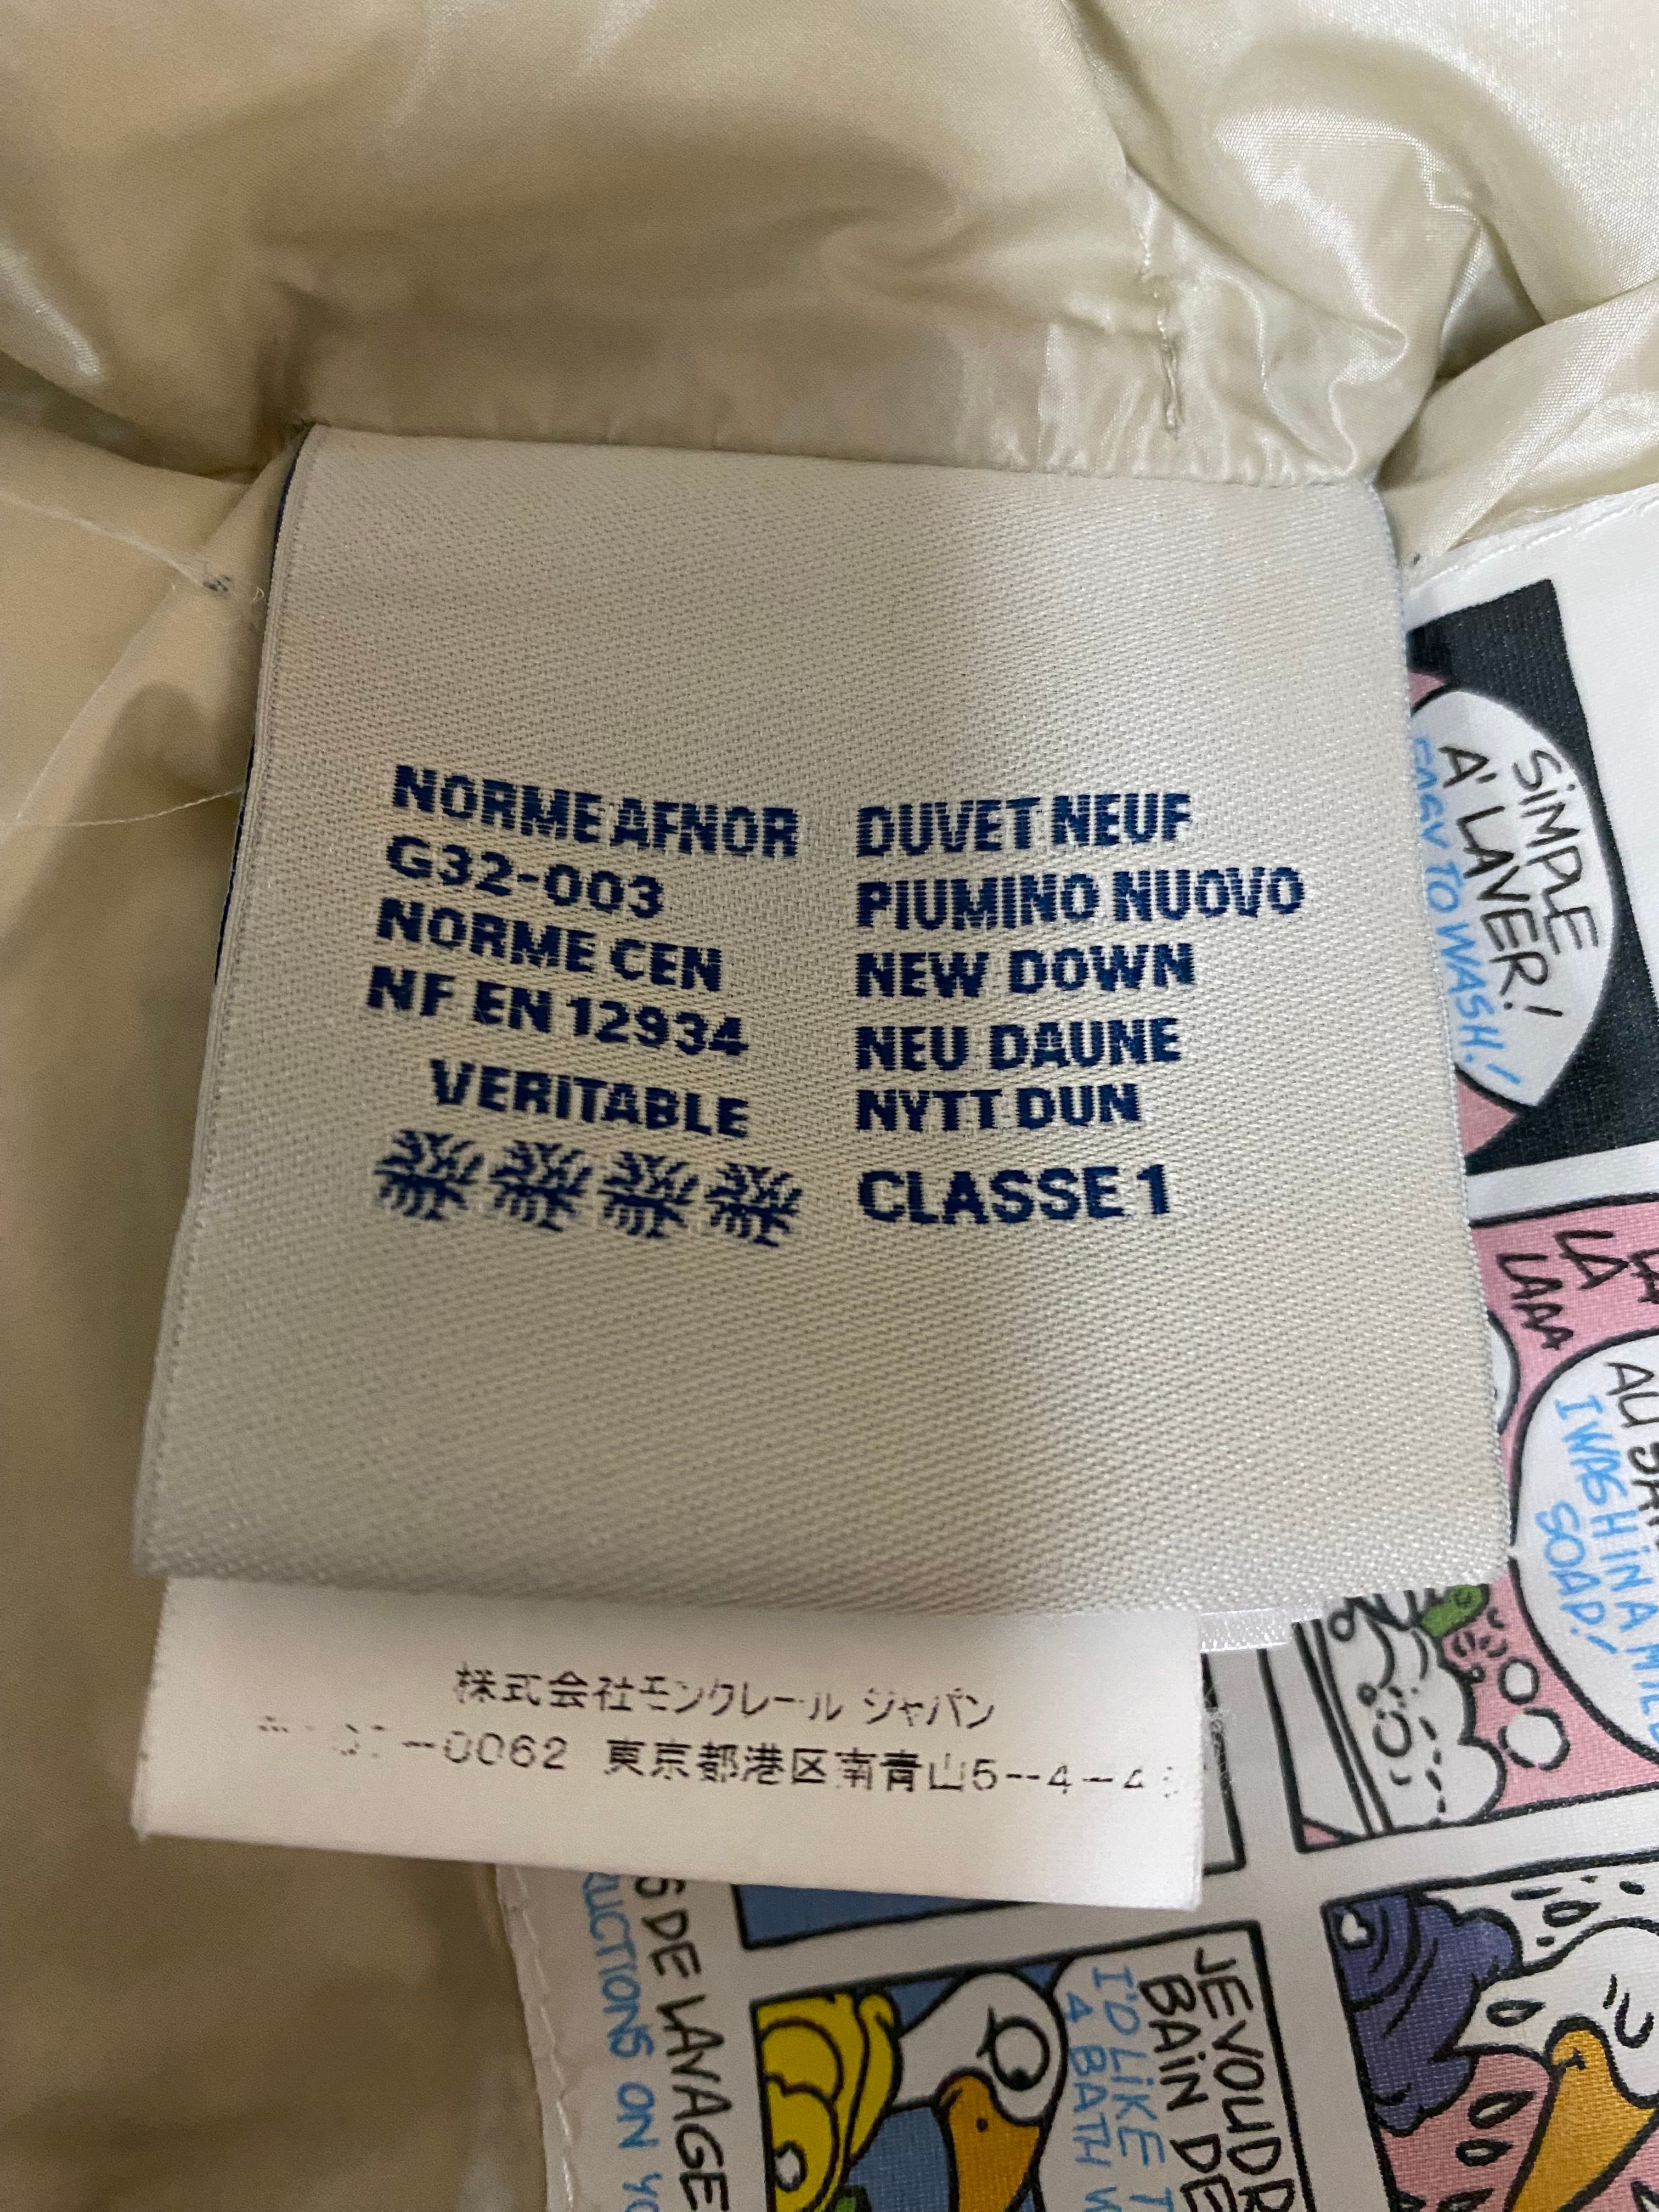 NORME AFNOR
G32-003
NORME CEN
NF EN 12934
VERITABLE
DUVET NEUF
PIUMINO NUOVO
NEW DOWN
NEU DAUNE
NYTT DUN
CLASSE 1
株式会社モンクレール ジャパン
-0062 東京都港区南青山5-4-4
SIMPLE
A' LAVER!
EASY TO WASH!
LA
LAAA
AU
I WASH IN A MILD
SOAP!
DE LAVAGE
ON
JE VOUDR
BAIN DE
I'D LIKE
A BATH